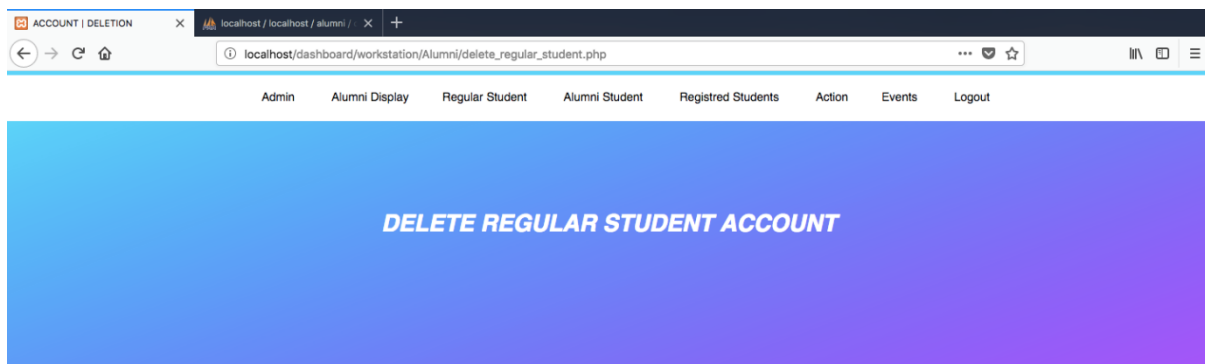 ACCOUNT | DELETION
localhost / localhost / alumni /
localhost/dashboard/workstation/Alumni/delete_regular_student.php
Admin Alumni Display Regular Student Alumni Student Registred Students Action Events Logout
DELETE REGULAR STUDENT ACCOUNT